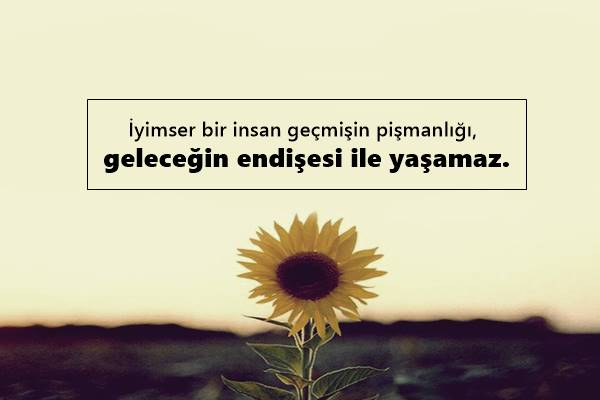 İyimser bir insan geçmişin pişmanlığı,
geleceğin endişesi ile yaşamaz.